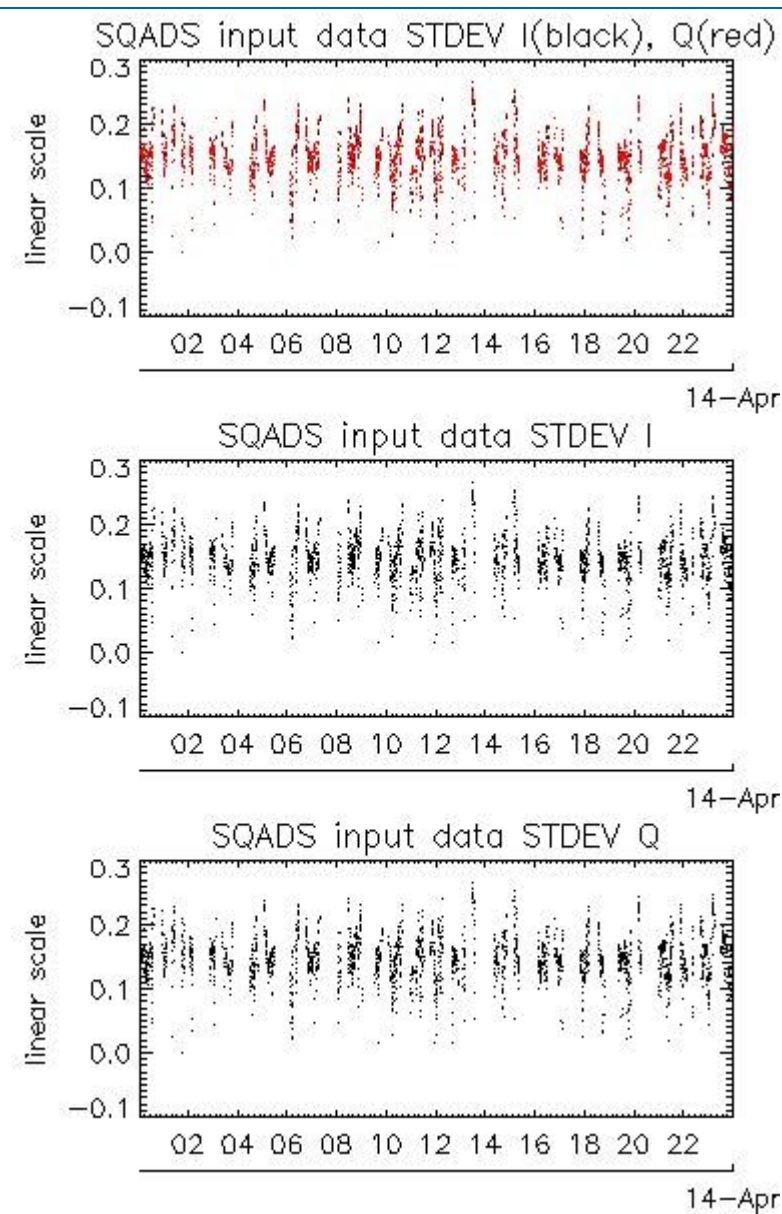 SQADS input data STDEV I(black), Q(red)
0.3
0.2
0.1
0.0
-0.1
linear scale
02 04 06 08 10 12 14 16 18 20 22
14-Apr
SQADS input data STDEV I
0.3
0.2
0.1
0.0
-0.1
linear scale
02 04 06 08 10 12 14 16 18 20 22
14-Apr
SQADS input data STDEV Q
0.3
0.2
0.1
0.0
-0.1
linear scale
02 04 06 08 10 12 14 16 18 20 22
14-Apr